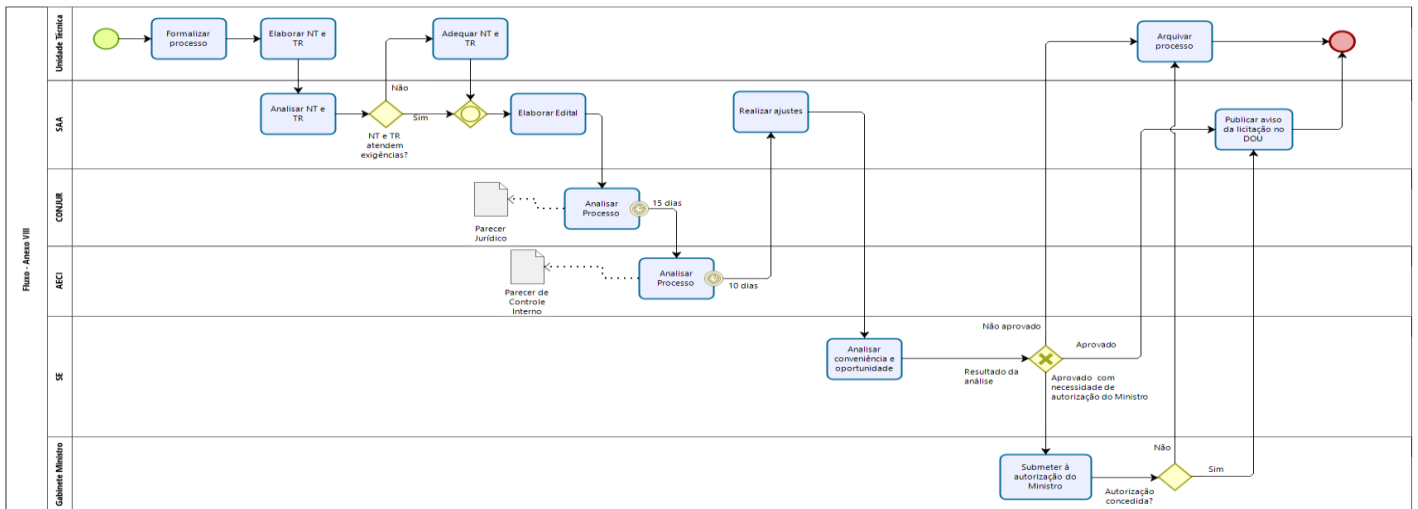 Fluxo - Anexo VIII
Unidade Técnica
Formalizar
processo
Elaborar NT e
TR
Adequar NT e
TR
Arquivar
processo
SAA
Analisar NT e
TR
Não
Sim
NT e TR
atendem
exigências?
Elaborar Edital
Realizar ajustes
Publicar aviso
da licitação no
DOU
CONJUR
Parecer
Jurídico
Analisar
Processo
15 dias
AECI
Parecer de
Controle
Interno
Analisar
Processo
10 dias
SE
Analisar
conveniência e
oportunidade
Resultado da
análise
Não aprovado
Aprovado
Aprovado com
necessidade de
autorização do Ministro
Gabinete Ministro
Submeter à
autorização do
Ministro
Autorização
concedida?
Não
Sim